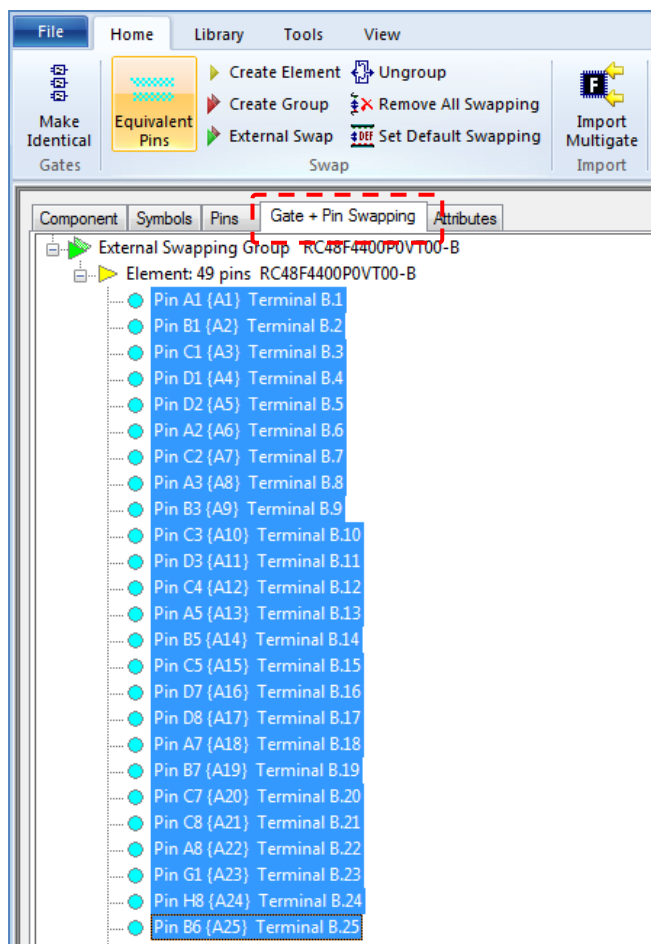 File Home Library Tools View
Create Element Ungroup
Make Identical
Equivalent Pins
Create Group Remove All Swapping
Import Multigate
External Swap DEF Set Default Swapping
F
Gates Swap Import
Component Symbols Pins Gate + Pin Swapping Attributes
External Swapping Group RC48F4400P0VT00-B
Element: 49 pins RC48F4400P0VT00-B
Pin A1 {A1} Terminal B.1
Pin B1 {A2} Terminal B.2
Pin C1 {A3} Terminal B.3
Pin D1 {A4} Terminal B.4
Pin D2 {A5} Terminal B.5
Pin A2 {A6} Terminal B.6
Pin C2 {A7} Terminal B.7
Pin A3 {A8} Terminal B.8
Pin B3 {A9} Terminal B.9
Pin C3 {A10} Terminal B.10
Pin D3 {A11} Terminal B.11
Pin C4 {A12} Terminal B.12
Pin A5 {A13} Terminal B.13
Pin B5 {A14} Terminal B.14
Pin C5 {A15} Terminal B.15
Pin D7 {A16} Terminal B.16
Pin D8 {A17} Terminal B.17
Pin A7 {A18} Terminal B.18
Pin B7 {A19} Terminal B.19
Pin C7 {A20} Terminal B.20
Pin C8 {A21} Terminal B.21
Pin A8 {A22} Terminal B.22
Pin G1 {A23} Terminal B.23
Pin H8 {A24} Terminal B.24
Pin B6 {A25} Terminal B.25